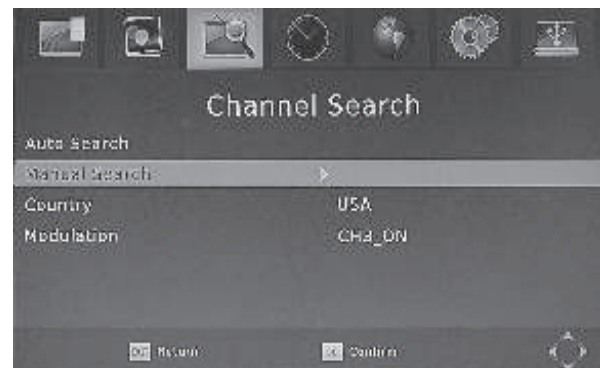 Channel Search
Auto Search
Manual Search
Country USA
Modulation CH3_ON
Return Confirm